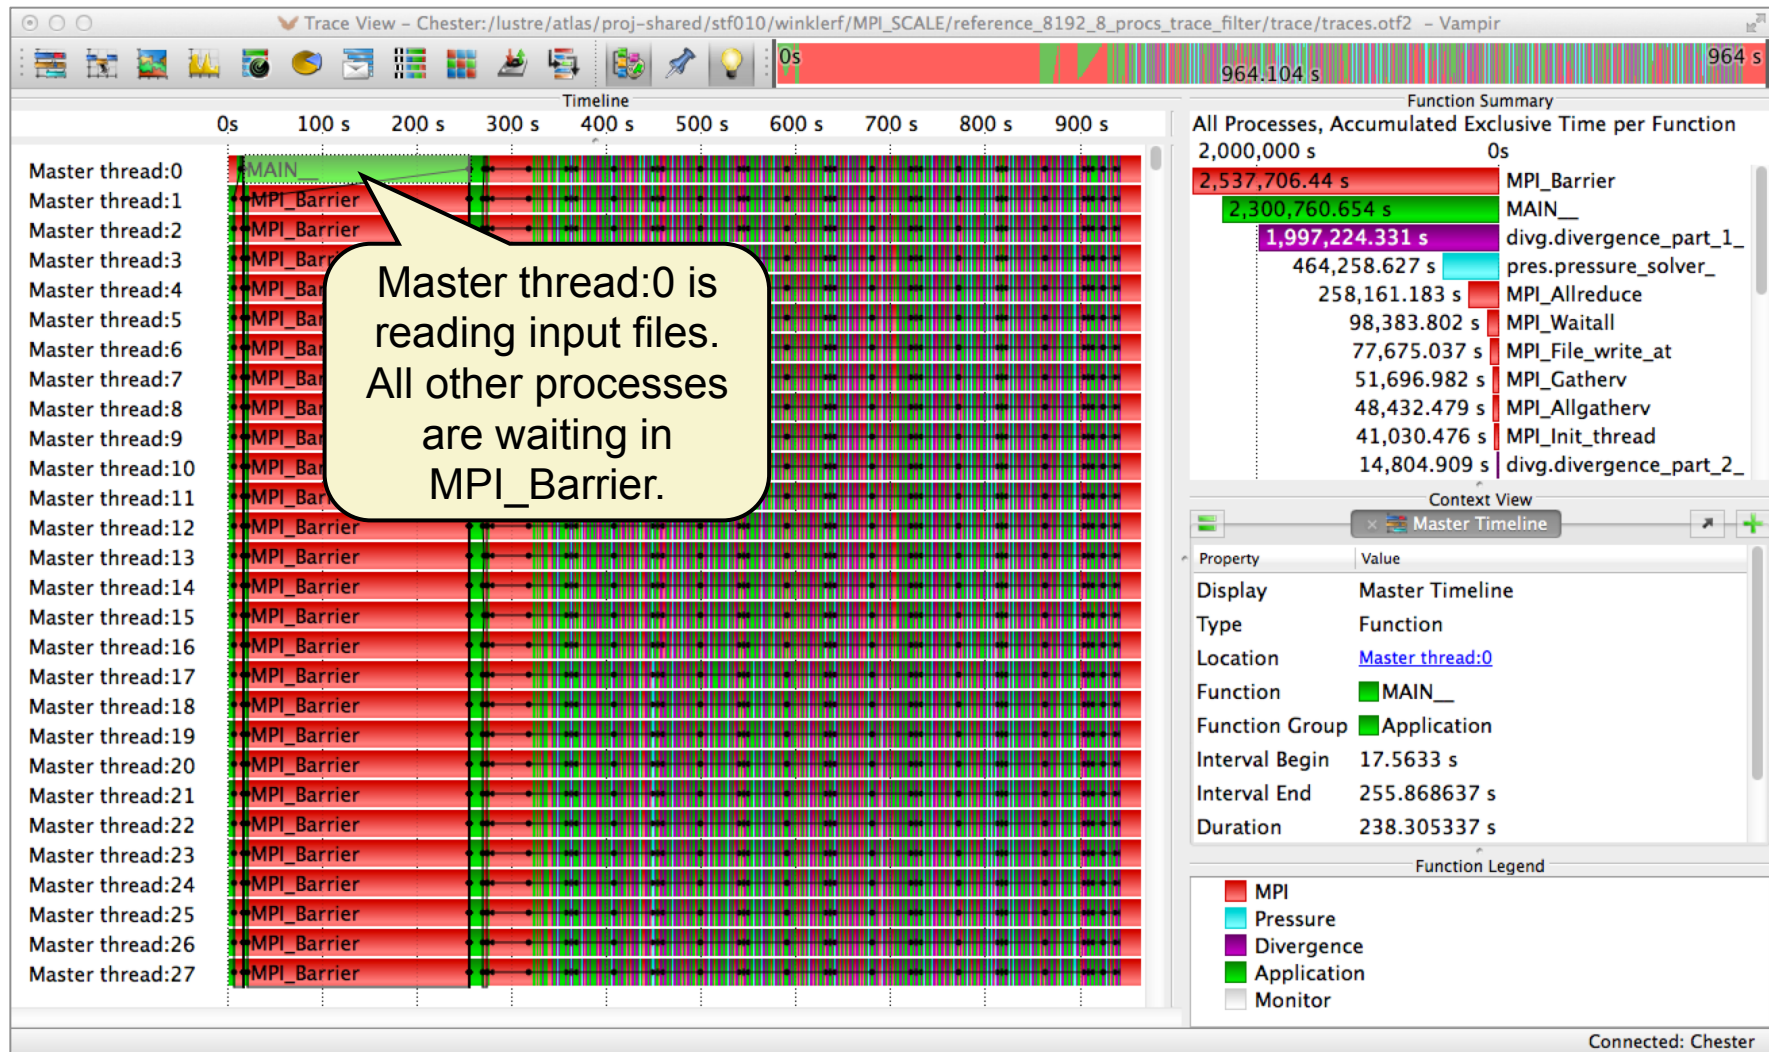 Trace View – Chester:/lustre/atlas/proj-shared/stf010/winklerf/MPI_SCALE/reference_8192_8_procs_trace_filter/trace/traces.otf2 – Vampir
0s 964.104 s 964 s
Timeline
0s 100 s 200 s 300 s 400 s 500 s 600 s 700 s 800 s 900 s
Master thread:0 MAIN__
Master thread:1 MPI_Barrier
Master thread:2 MPI_Barrier
Master thread:3 MPI_Bar
Master thread:4 MPI_Bar
Master thread:5 MPI_Bar
Master thread:6 MPI_Bar
Master thread:7 MPI_Bar
Master thread:8 MPI_Bar
Master thread:9 MPI_Bar
Master thread:10 MPI_Bar
Master thread:11 MPI_Barr
Master thread:12 MPI_Barrier
Master thread:13 MPI_Barrier
Master thread:14 MPI_Barrier
Master thread:15 MPI_Barrier
Master thread:16 MPI_Barrier
Master thread:17 MPI_Barrier
Master thread:18 MPI_Barrier
Master thread:19 MPI_Barrier
Master thread:20 MPI_Barrier
Master thread:21 MPI_Barrier
Master thread:22 MPI_Barrier
Master thread:23 MPI_Barrier
Master thread:24 MPI_Barrier
Master thread:25 MPI_Barrier
Master thread:26 MPI_Barrier
Master thread:27 MPI_Barrier
Master thread:0 is
reading input files.
All other processes
are waiting in
MPI_Barrier.
Function Summary
All Processes, Accumulated Exclusive Time per Function
2,000,000 s 0s
2,537,706.44 s MPI_Barrier
2,300,760.654 s MAIN__
1,997,224.331 s divg.divergence_part_1_
464,258.627 s pres.pressure_solver_
258,161.183 s MPI_Allreduce
98,383.802 s MPI_Waitall
77,675.037 s MPI_File_write_at
51,696.982 s MPI_Gatherv
48,432.479 s MPI_Allgatherv
41,030.476 s MPI_Init_thread
14,804.909 s divg.divergence_part_2_
Context View
Master Timeline
Property Value
Display Master Timeline
Type Function
Location Master thread:0
Function MAIN__
Function Group Application
Interval Begin 17.5633 s
Interval End 255.868637 s
Duration 238.305337 s
Function Legend
MPI
Pressure
Divergence
Application
Monitor
Connected: Chester